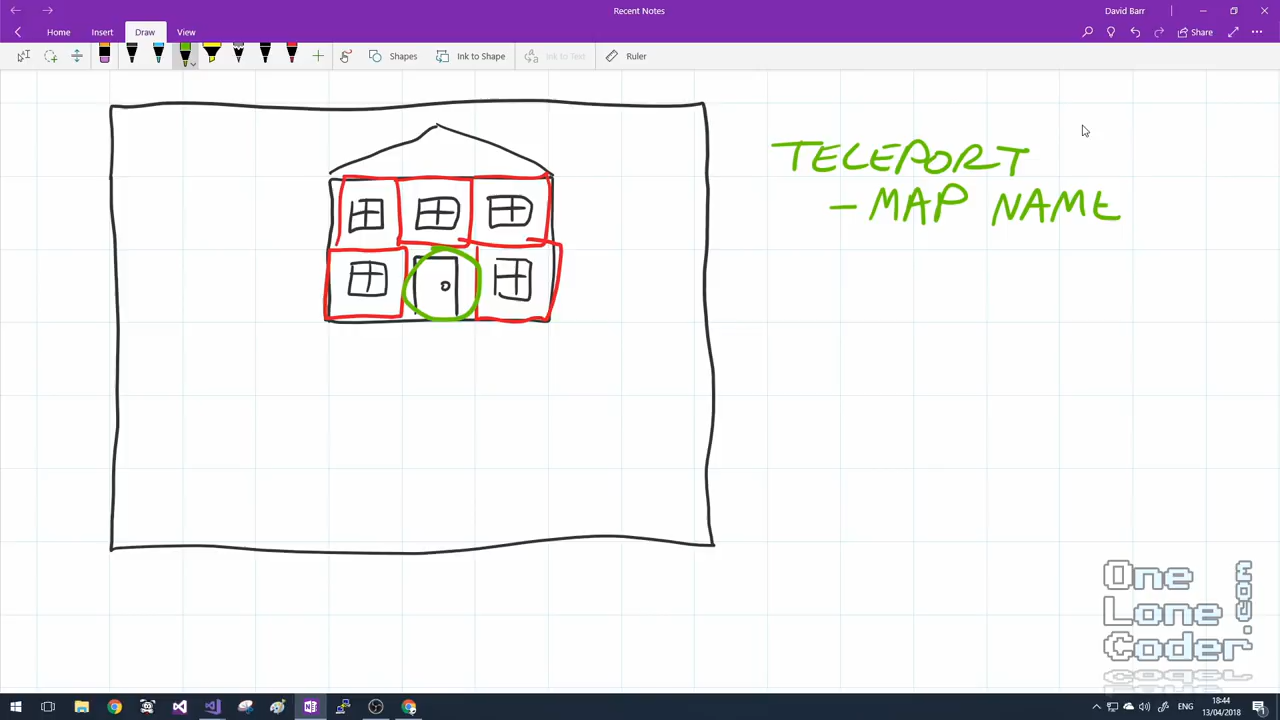 Recent Notes
David Barr
Home
Insert
Draw
View
Share
Shapes
Ink to Shape
Ink to Text
Ruler
TELEPORT
- MAP NAME
One
Lone
Coder
.com
ENG
18:44
13/04/2018